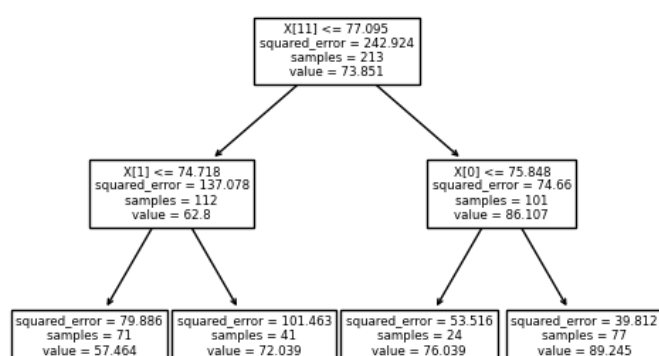 X[11] <= 77.095
squared_error = 242.924
samples = 213
value = 73.851
X[1] <= 74.718
squared_error = 137.078
samples = 112
value = 62.8
X[0] <= 75.848
squared_error = 74.66
samples = 101
value = 86.107
squared_error = 79.886
samples = 71
value = 57.464
squared_error = 101.463
samples = 41
value = 72.039
squared_error = 53.516
samples = 24
value = 76.039
squared_error = 39.812
samples = 77
value = 89.245